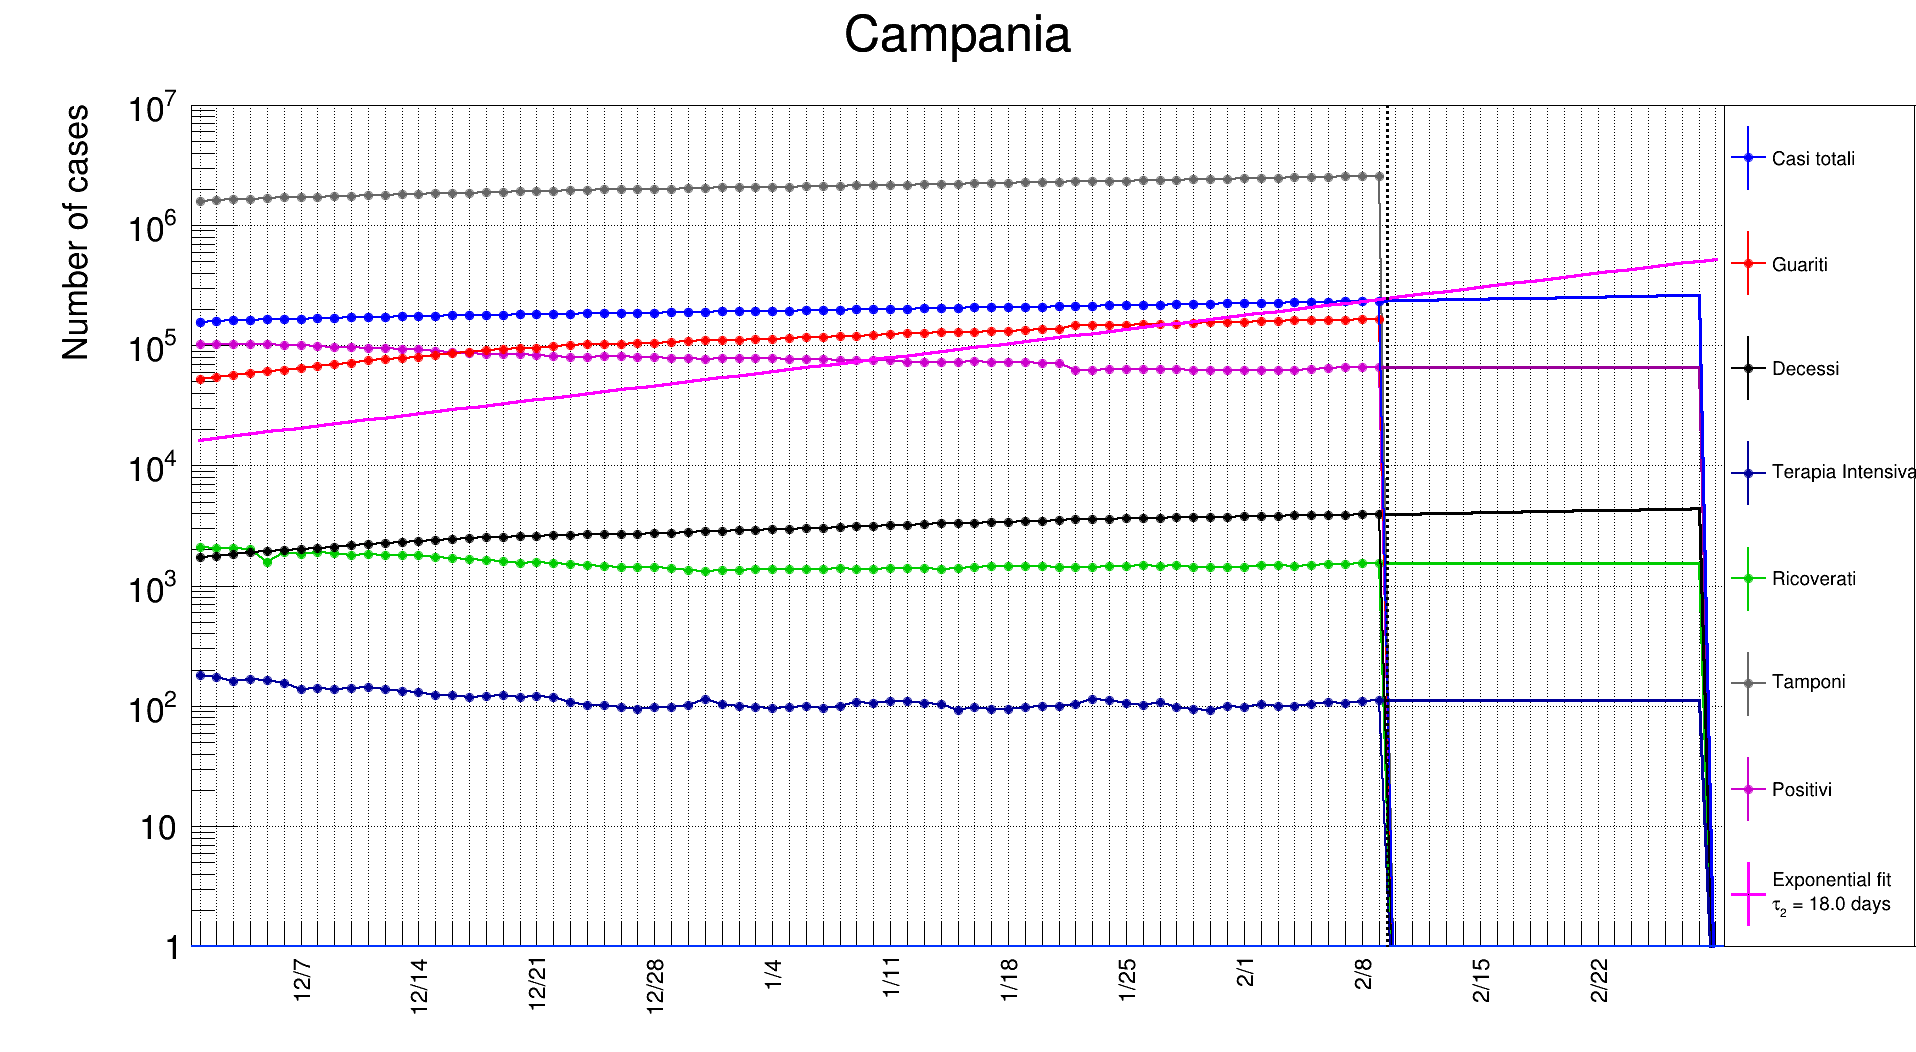 Campania
Number of cases
10^7
10^6
10^5
10^4
10^3
10^2
10
1
12/7
12/14
12/21
12/28
1/4
1/11
1/18
1/25
2/1
2/8
2/15
2/22
Casi totali
Guariti
Decessi
Terapia Intensiva
Ricoverati
Tamponi
Positivi
Exponential fit
τ₂ = 18.0 days